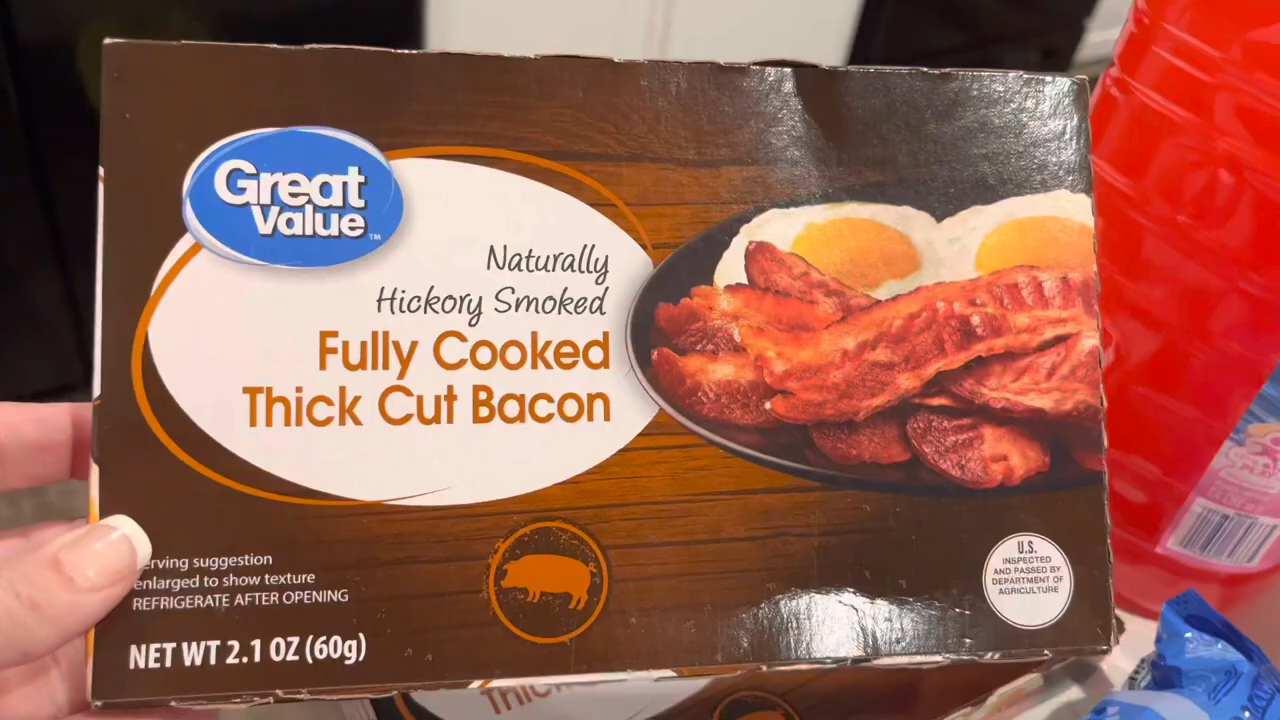 Great
Value™
Naturally
Hickory Smoked
Fully Cooked
Thick Cut Bacon
erving suggestion
enlarged to show texture
REFRIGERATE AFTER OPENING
NET WT 2.1 OZ (60g)
U.S.
INSPECTED
AND PASSED BY
DEPARTMENT OF
AGRICULTURE